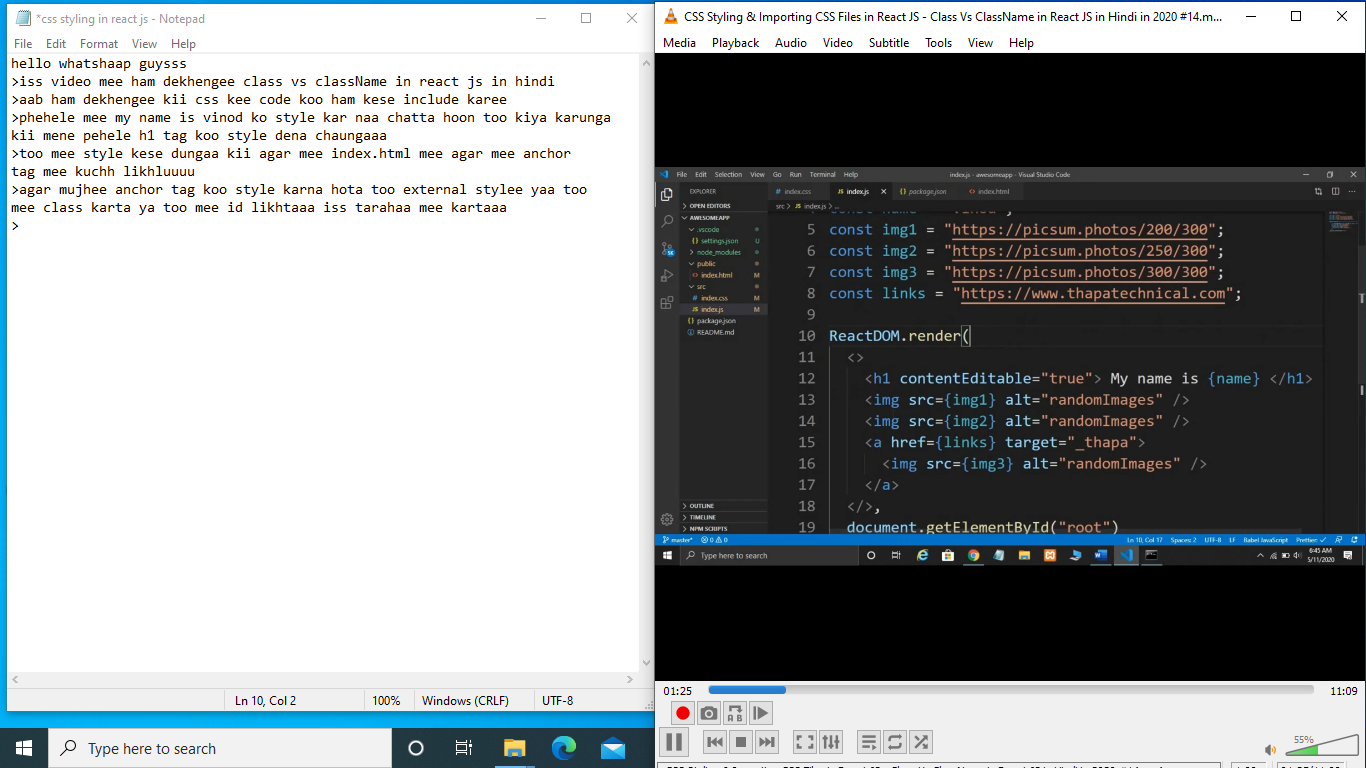 *css styling in react js - Notepad
File Edit Format View Help
hello whatshaap guysss
>iss video mee ham dekhengee class vs className in react js in hindi
>aab ham dekhengee kii css kee code koo ham kese include karee
>phehele mee my name is vinod ko style kar naa chatta hoon too kiya karunga
kii mene pehele h1 tag koo style dena chaungaaa
>too mee style kese dungaa kii agar mee index.html mee agar mee anchor
tag mee kuchh likhluuuu
>agar mujhee anchor tag koo style karna hota too external stylee yaa too
mee class karta ya too mee id likhtaaa iss tarahaa mee kartaaa
>
Ln 10, Col 2 100% Windows (CRLF) UTF-8
Type here to search
CSS Styling & Importing CSS Files in React JS - Class Vs ClassName in React JS in Hindi in 2020 #14.m...
Media Playback Audio Video Subtitle Tools View Help
File Edit Selection View Go Run Terminal Help
index.js - awesomeapp - Visual Studio Code
EXPLORER
index.css index.js package.json index.html
OPEN EDITORS
src > index.js > ...
AWESOMEAPP
.vscode
settings.json U
node_modules
public
index.html M
src
index.css M
index.js M
package.json
README.md
OUTLINE
TIMELINE
NPM SCRIPTS
5 const img1 = "https://picsum.photos/200/300";
6 const img2 = "https://picsum.photos/250/300";
7 const img3 = "https://picsum.photos/300/300";
8 const links = "https://www.thapatechnical.com";
9
10 ReactDOM.render(
11 <>
12 <h1 contentEditable="true"> My name is {name} </h1>
13 <img src={img1} alt="randomImages" />
14 <img src={img2} alt="randomImages" />
15 <a href={links} target="_thapa">
16 <img src={img3} alt="randomImages" />
17 </a>
18 </>,
19 document.getElementById("root")
master* 0 0 Ln 10, Col 17 Spaces: 2 UTF-8 LF Babel JavaScript Prettier: ✓
Type here to search
6:45 AM
5/11/2020
01:25 11:09
55%